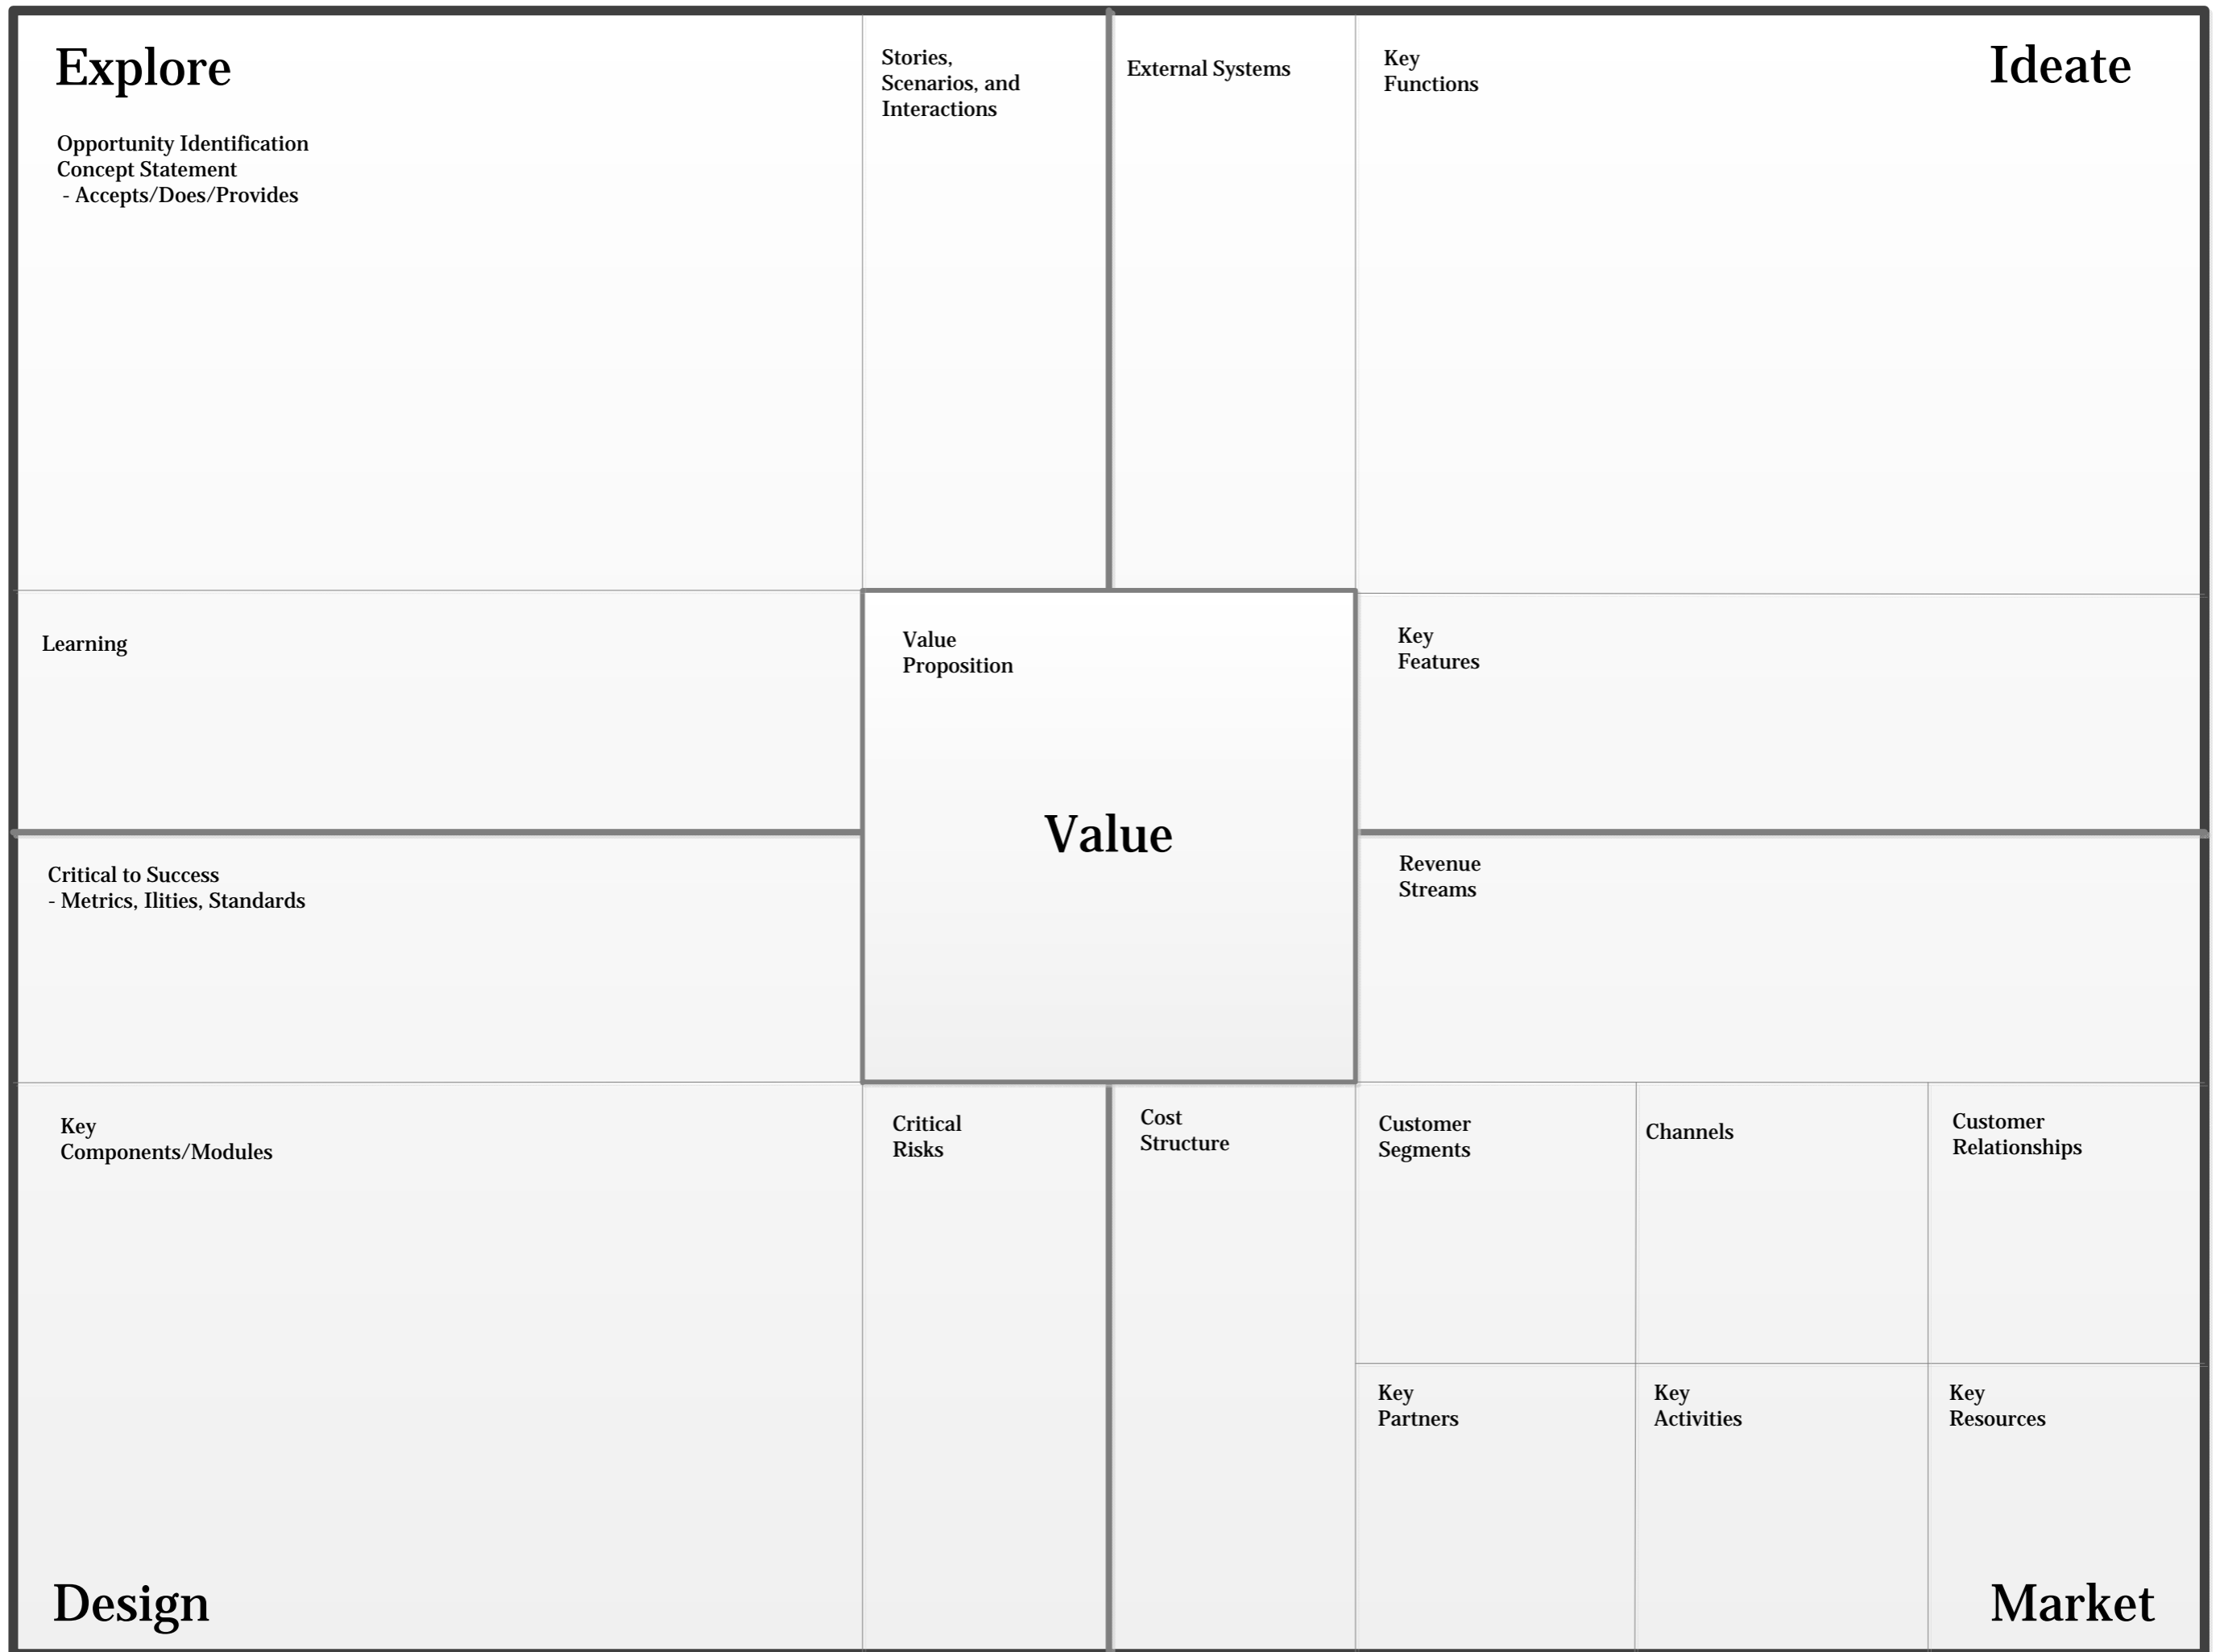 Explore
Opportunity Identification
Concept Statement
- Accepts/Does/Provides
Stories,
Scenarios, and
Interactions
External Systems
Key
Functions
Ideate
Learning
Value
Proposition
Value
Key
Features
Critical to Success
- Metrics, Ilities, Standards
Revenue
Streams
Key
Components/Modules
Critical
Risks
Cost
Structure
Customer
Segments
Channels
Customer
Relationships
Key
Partners
Key
Activities
Key
Resources
Design
Market